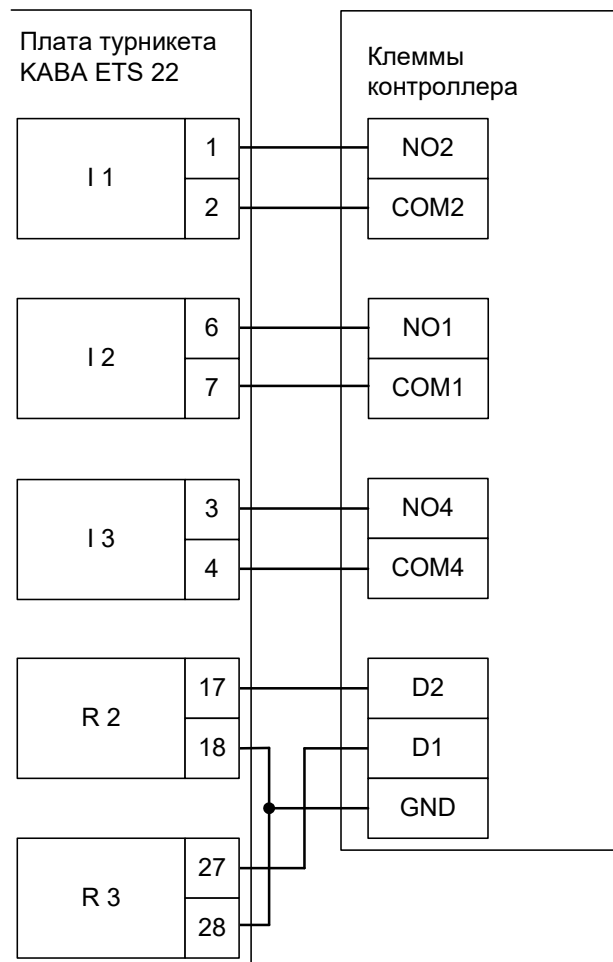 Плата турникета
KABA ETS 22
Клеммы
контроллера
I 1
1
2
NO2
COM2
I 2
6
7
NO1
COM1
I 3
3
4
NO4
COM4
R 2
17
18
D2
D1
GND
R 3
27
28